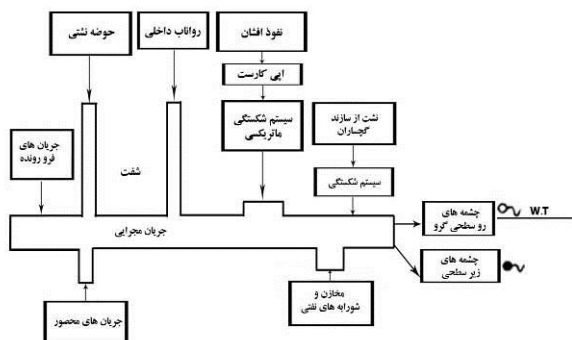 حوضه نشتی
رواناب داخلی
نفوذ افشان
اپی کارست
سیستم شکستگی
ماتریکسی
نشت از سازند
گچساران
سیستم شکستگی
جریان های
فرو رونده
شفت
جریان مجرایی
چشمه های
رو سطحی گرو
W.T
چشمه های
زیر سطحی
مخازن و
شورابه های نفتی
جریان های محصور